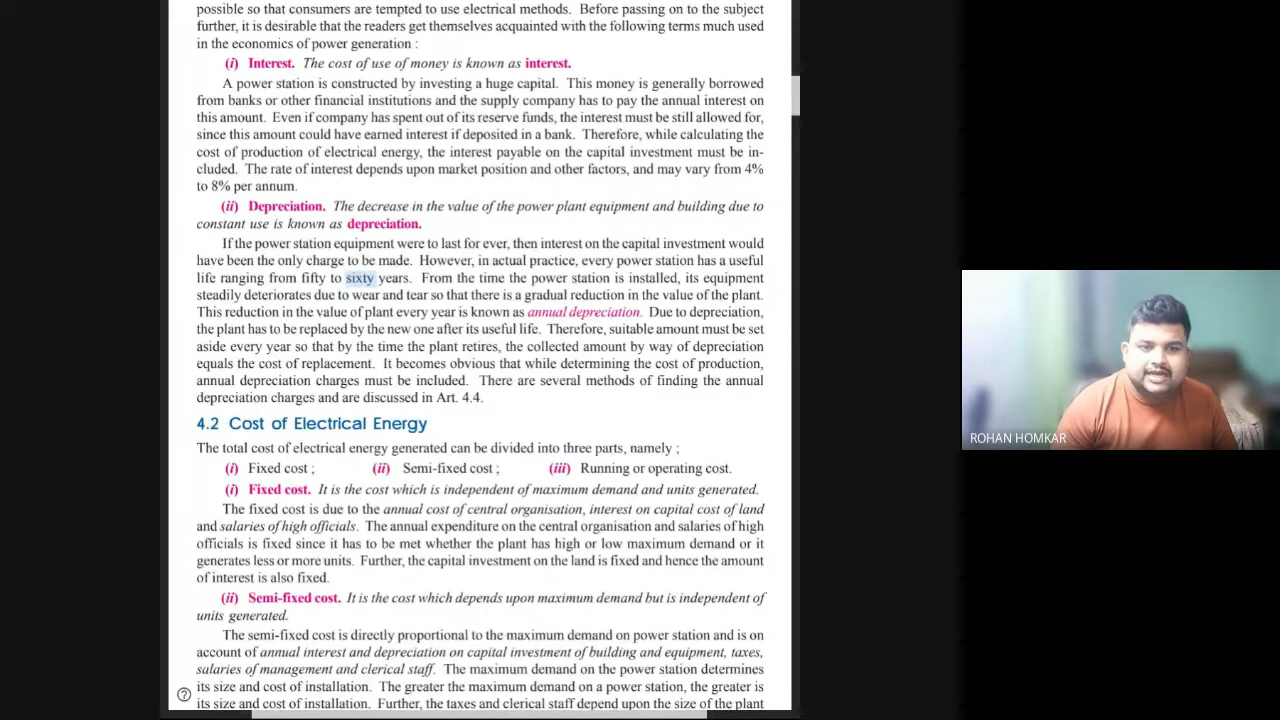 possible so that consumers are tempted to use electrical methods. Before passing on to the subject
further, it is desirable that the readers get themselves acquainted with the following terms much used
in the economics of power generation :
(i) Interest. The cost of use of money is known as interest.
A power station is constructed by investing a huge capital. This money is generally borrowed
from banks or other financial institutions and the supply company has to pay the annual interest on
this amount. Even if company has spent out of its reserve funds, the interest must be still allowed for,
since this amount could have earned interest if deposited in a bank. Therefore, while calculating the
cost of production of electrical energy, the interest payable on the capital investment must be in-
cluded. The rate of interest depends upon market position and other factors, and may vary from 4%
to 8% per annum.
(ii) Depreciation. The decrease in the value of the power plant equipment and building due to
constant use is known as depreciation.
If the power station equipment were to last for ever, then interest on the capital investment would
have been the only charge to be made. However, in actual practice, every power station has a useful
life ranging from fifty to sixty years. From the time the power station is installed, its equipment
steadily deteriorates due to wear and tear so that there is a gradual reduction in the value of the plant.
This reduction in the value of plant every year is known as annual depreciation. Due to depreciation,
the plant has to be replaced by the new one after its useful life. Therefore, suitable amount must be set
aside every year so that by the time the plant retires, the collected amount by way of depreciation
equals the cost of replacement. It becomes obvious that while determining the cost of production,
annual depreciation charges must be included. There are several methods of finding the annual
depreciation charges and are discussed in Art. 4.4.
4.2 Cost of Electrical Energy
The total cost of electrical energy generated can be divided into three parts, namely ;
(i) Fixed cost ; (ii) Semi-fixed cost ; (iii) Running or operating cost.
(i) Fixed cost. It is the cost which is independent of maximum demand and units generated.
The fixed cost is due to the annual cost of central organisation, interest on capital cost of land
and salaries of high officials. The annual expenditure on the central organisation and salaries of high
officials is fixed since it has to be met whether the plant has high or low maximum demand or it
generates less or more units. Further, the capital investment on the land is fixed and hence the amount
of interest is also fixed.
(ii) Semi-fixed cost. It is the cost which depends upon maximum demand but is independent of
units generated.
The semi-fixed cost is directly proportional to the maximum demand on power station and is on
account of annual interest and depreciation on capital investment of building and equipment, taxes,
salaries of management and clerical staff. The maximum demand on the power station determines
its size and cost of installation. The greater the maximum demand on a power station, the greater is
its size and cost of installation. Further, the taxes and clerical staff depend upon the size of the plant
ROHAN HOMKAR